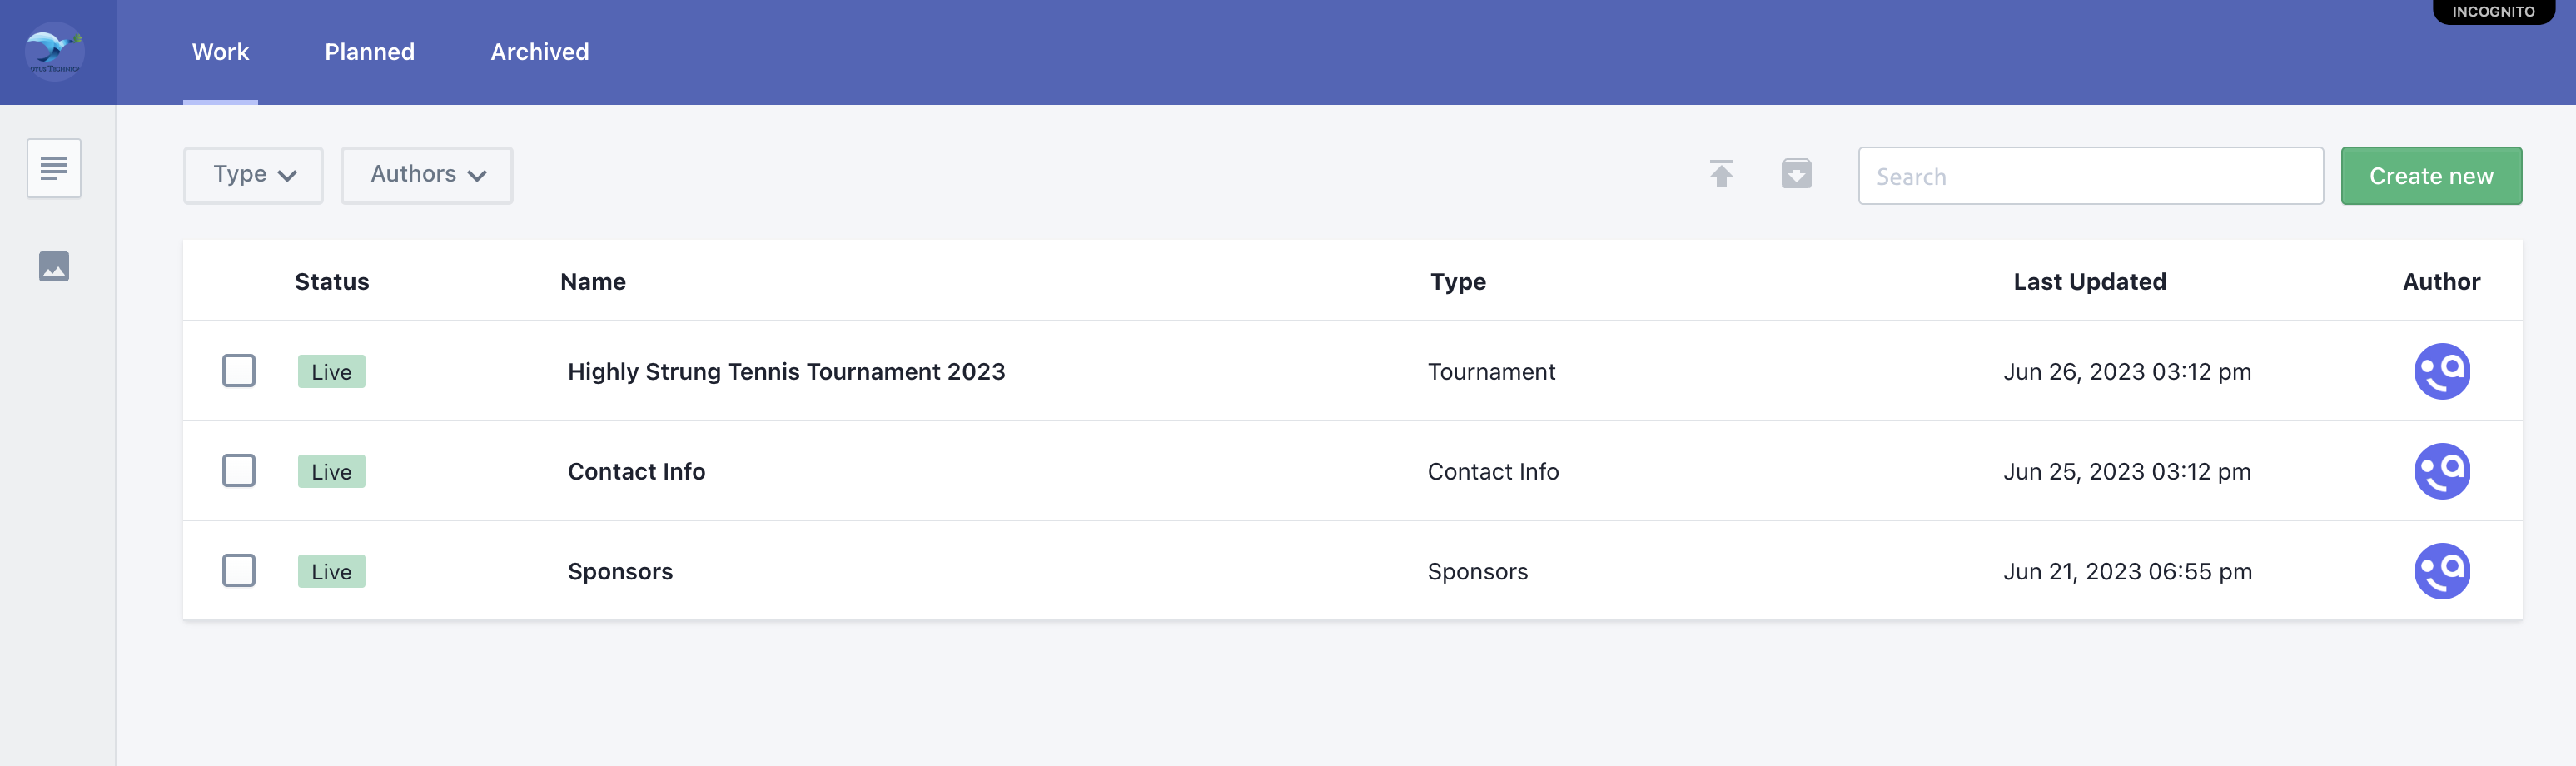 INCOGNITO
Work Planned Archived
Type Authors Search Create new
Status Name Type Last Updated Author
Live Highly Strung Tennis Tournament 2023 Tournament Jun 26, 2023 03:12 pm
Live Contact Info Contact Info Jun 25, 2023 03:12 pm
Live Sponsors Sponsors Jun 21, 2023 06:55 pm